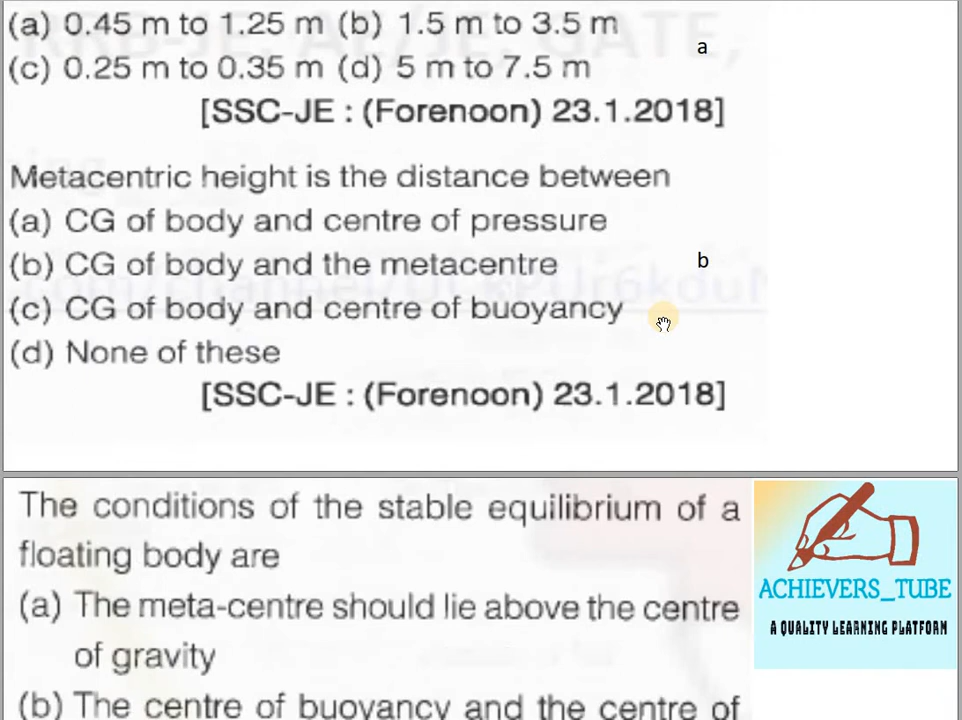 (a) 0.45 m to 1.25 m (b) 1.5 m to 3.5 m
a
(c) 0.25 m to 0.35 m (d) 5 m to 7.5 m
[SSC-JE : (Forenoon) 23.1.2018]
Metacentric height is the distance between
(a) CG of body and centre of pressure
(b) CG of body and the metacentre
b
(c) CG of body and centre of buoyancy
(d) None of these
[SSC-JE : (Forenoon) 23.1.2018]
The conditions of the stable equilibrium of a
floating body are
(a) The meta-centre should lie above the centre
of gravity
(b) The centre of buoyancy and the centre of
ACHIEVERS_TUBE
A QUALITY LEARNING PLATFORM